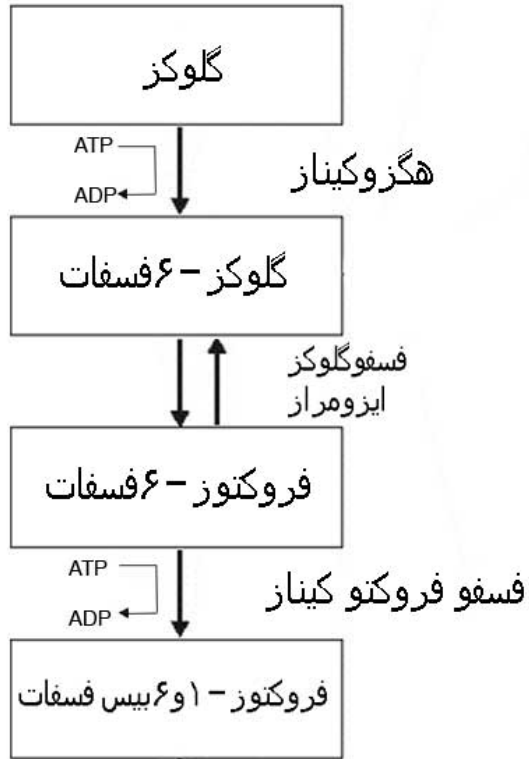 گلوکز
ATP
ADP
هگزوکیناز
گلوکز – ۶فسفات
فسفوگلوکز
ایزومراز
فروکتوز – ۶فسفات
ATP
ADP
فسفو فروکتو کیناز
فروکتوز – ۱و۶بیس فسفات